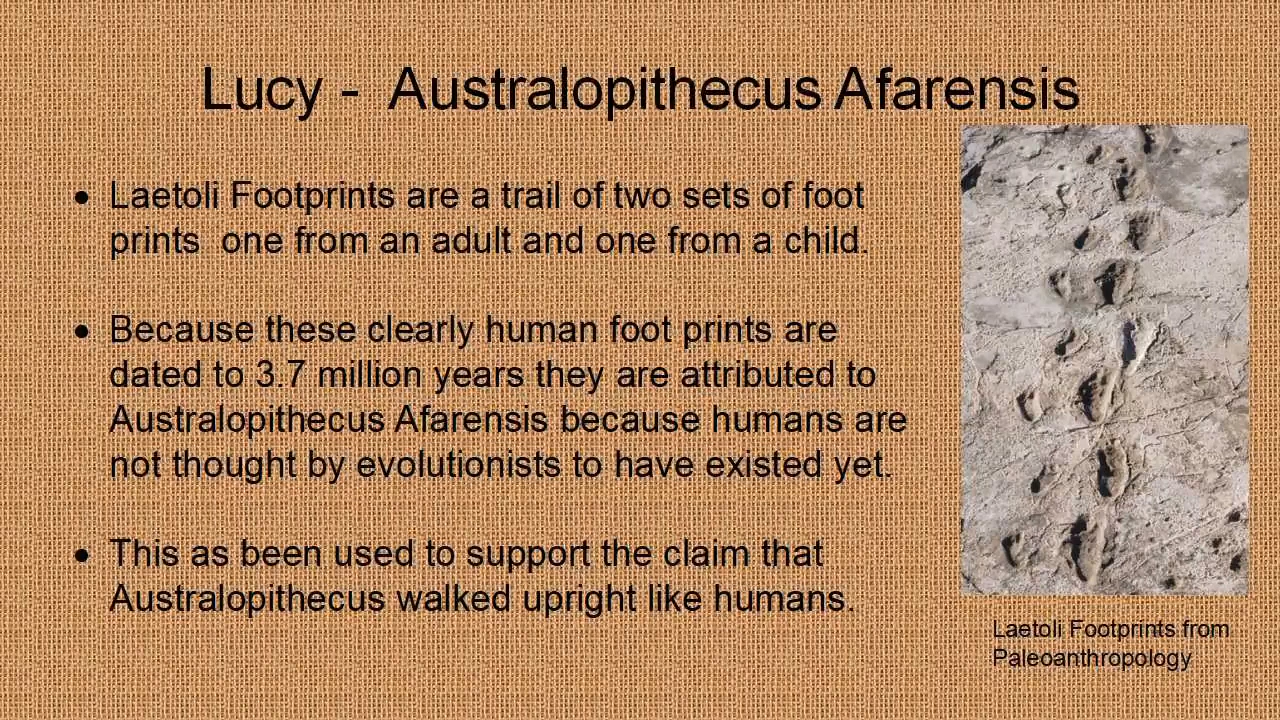 Lucy - Australopithecus Afarensis
• Laetoli Footprints are a trail of two sets of foot
prints one from an adult and one from a child.
• Because these clearly human foot prints are
dated to 3.7 million years they are attributed to
Australopithecus Afarensis because humans are
not thought by evolutionists to have existed yet.
• This as been used to support the claim that
Australopithecus walked upright like humans.
Laetoli Footprints from
Paleoanthropology